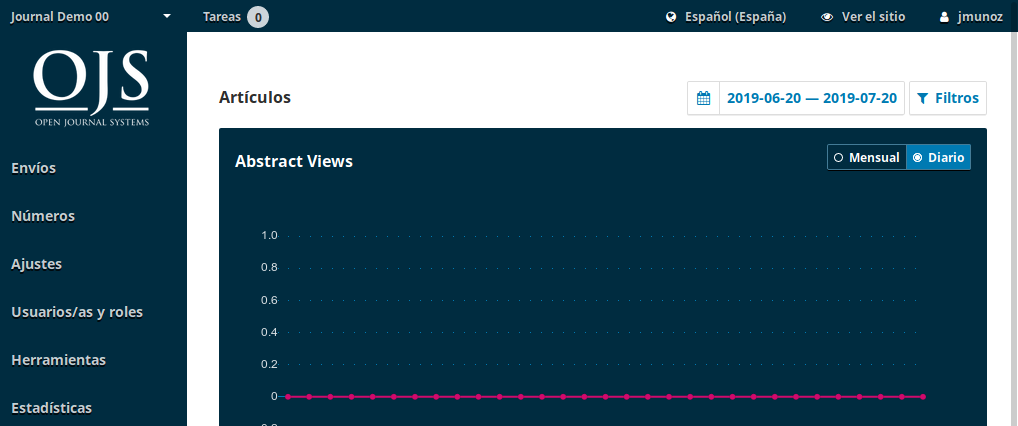 Journal Demo 00
Tareas 0
Español (España)
Ver el sitio
jmunoz
OJS
OPEN JOURNAL SYSTEMS
Envíos
Números
Ajustes
Usuarios/as y roles
Herramientas
Estadísticas
Artículos
2019-06-20 — 2019-07-20
Filtros
Abstract Views
Mensual
Diario
1.0
0.8
0.6
0.4
0.2
0